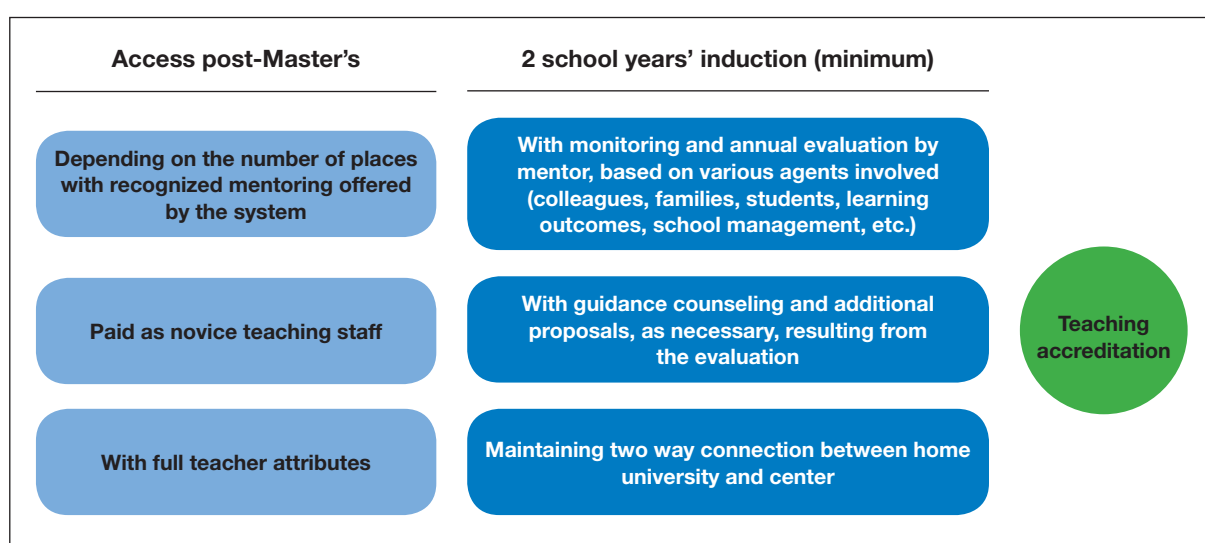 Access post-Master’s
2 school years’ induction (minimum)
Depending on the number of places
with recognized mentoring offered
by the system
With monitoring and annual evaluation by
mentor, based on various agents involved
(colleagues, families, students, learning
outcomes, school management, etc.)
Paid as novice teaching staff
With guidance counseling and additional
proposals, as necessary, resulting from
the evaluation
Teaching
accreditation
With full teacher attributes
Maintaining two way connection between home
university and center